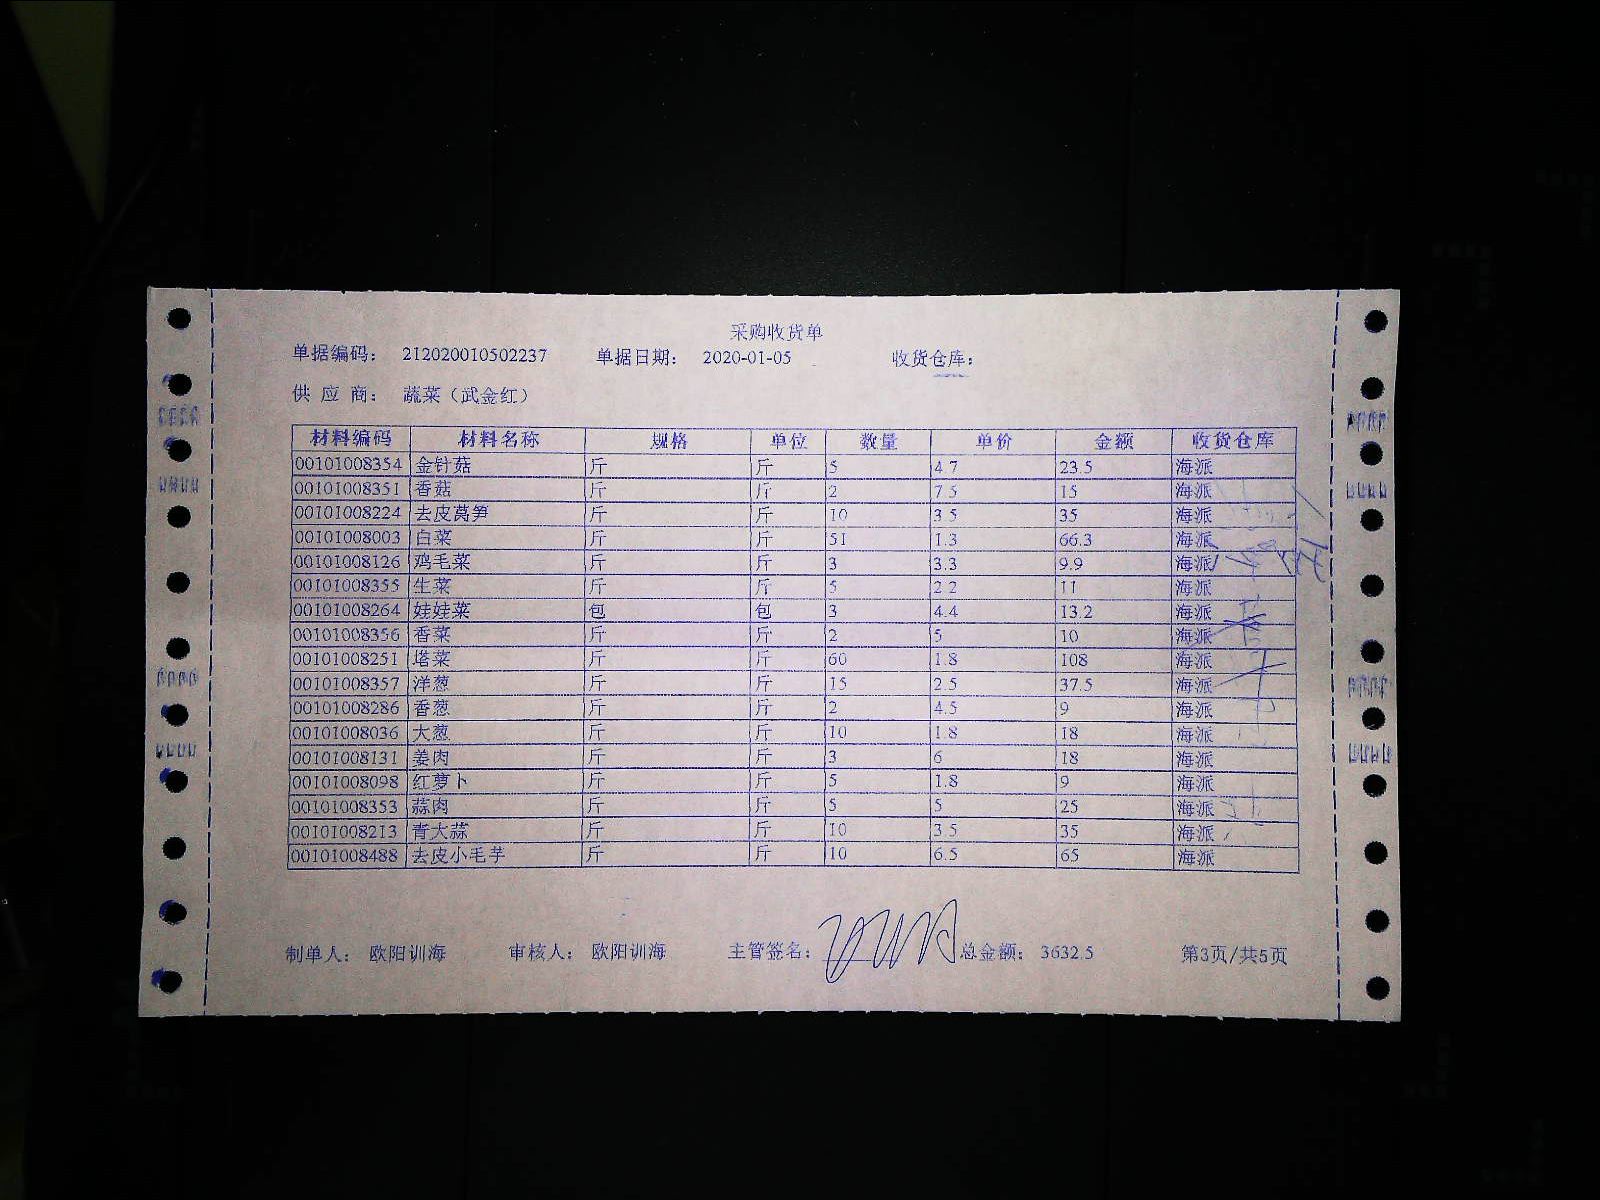 采购收货单
单据编码： 212020010502237 单据日期： 2020-01-05 收货仓库：
供 应 商： 蔬菜（武金红）
材料编码 材料名称 规格 单位 数量 单价 金额 收货仓库
00101008354 金针菇 斤 斤 5 4.7 23.5 海派
00101008351 香菇 斤 斤 2 7.5 15 海派
00101008224 去皮莴笋 斤 斤 10 3.5 35 海派
00101008003 白菜 斤 斤 51 1.3 66.3 海派
00101008126 鸡毛菜 斤 斤 3 3.3 9.9 海派
00101008355 生菜 斤 斤 5 2.2 11 海派
00101008264 娃娃菜 包 包 3 4.4 13.2 海派
00101008356 香菜 斤 斤 2 5 10 海派
00101008251 塔菜 斤 斤 60 1.8 108 海派
00101008357 洋葱 斤 斤 15 2.5 37.5 海派
00101008286 香葱 斤 斤 2 4.5 9 海派
00101008036 大葱 斤 斤 10 1.8 18 海派
00101008131 姜肉 斤 斤 3 6 18 海派
00101008098 红萝卜 斤 斤 5 1.8 9 海派
00101008353 蒜肉 斤 斤 5 5 25 海派
00101008213 青大蒜 斤 斤 10 3.5 35 海派
00101008488 去皮小毛芋 斤 斤 10 6.5 65 海派
制单人： 欧阳训海 审核人： 欧阳训海 主管签名： 总金额： 3632.5 第3页/共5页